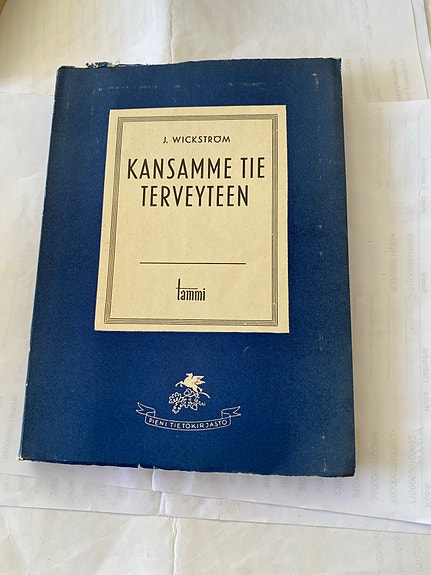 J. WICKSTRÖM
KANSAMME TIE
TERVEYTEEN
tammi
PIENI TIETOKIRJASTO